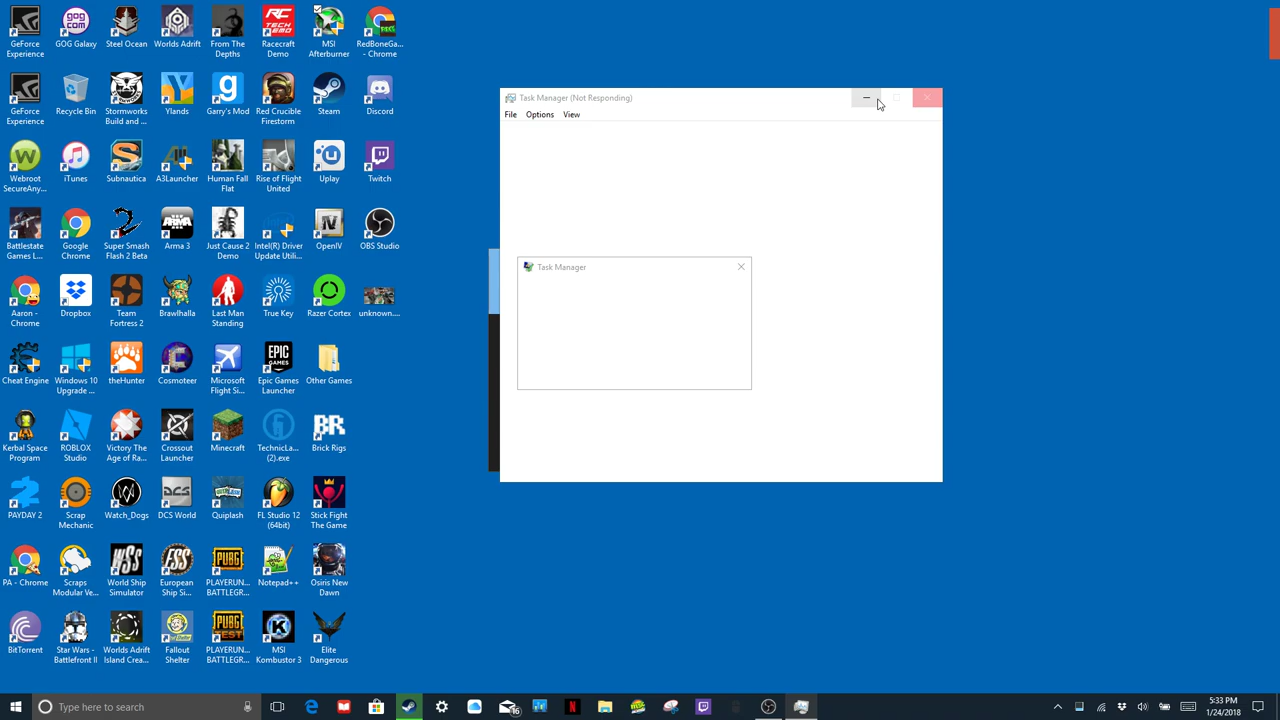 GeForce
Experience
GOG Galaxy
Steel Ocean
Worlds Adrift
From The
Depths
Racecraft
Demo
MSI
Afterburner
RedBoneGa...
- Chrome
GeForce
Experience
Recycle Bin
Stormworks
Build and ...
Ylands
Garry's Mod
Red Crucible
Firestorm
Steam
Discord
Webroot
SecureAny...
iTunes
Subnautica
A3Launcher
Human Fall
Flat
Rise of Flight
United
Uplay
Twitch
Battlestate
Games L...
Google
Chrome
Super Smash
Flash 2 Beta
Arma 3
Just Cause 2
Demo
Intel(R) Driver
Update Utili...
OpenIV
OBS Studio
Aaron -
Chrome
Dropbox
Team
Fortress 2
Brawlhalla
Last Man
Standing
True Key
Razer Cortex
unknown....
Cheat Engine
Windows 10
Upgrade ...
theHunter
Cosmoteer
Microsoft
Flight Si...
Epic Games
Launcher
Other Games
Kerbal Space
Program
ROBLOX
Studio
Victory The
Age of Ra...
Crossout
Launcher
Minecraft
TechnicLa...
(2).exe
Brick Rigs
PAYDAY 2
Scrap
Mechanic
Watch_Dogs
DCS World
Quiplash
FL Studio 12
(64bit)
Stick Fight
The Game
PA - Chrome
Scraps
Modular Ve...
World Ship
Simulator
European
Ship Si...
PLAYERUN...
BATTLEGR...
Notepad++
Osiris New
Dawn
BitTorrent
Star Wars -
Battlefront II
Worlds Adrift
Island Crea...
Fallout
Shelter
PLAYERUN...
BATTLEGR...
MSI
Kombustor 3
Elite
Dangerous
Task Manager (Not Responding)
File Options View
Task Manager
Type here to search
16
5:33 PM
1/24/2018